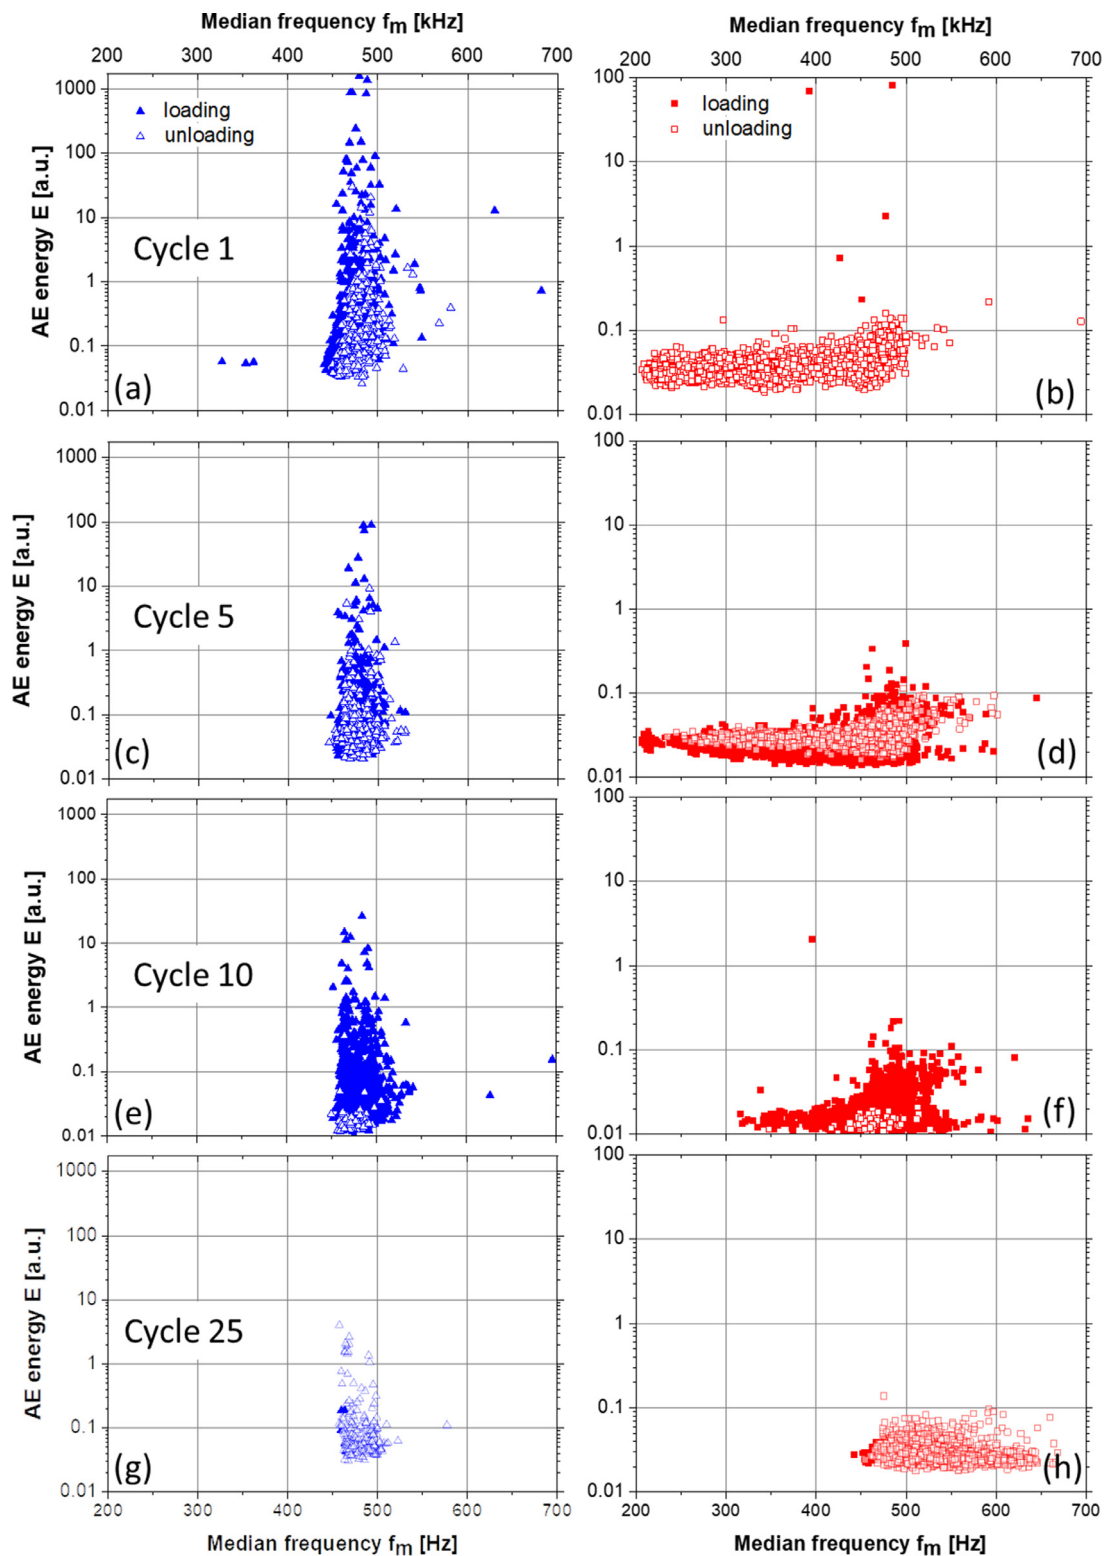 Median frequency fm [kHz]
Median frequency fm [kHz]
200 300 400 500 600 700
200 300 400 500 600 700
1000
100
10
1
0.1
0.01
AE energy E [a.u.]
loading
unloading
Cycle 1
(a)
100
10
1
0.1
0.01
loading
unloading
(b)
1000
100
10
1
0.1
0.01
AE energy E [a.u.]
Cycle 5
(c)
100
10
1
0.1
0.01
(d)
1000
100
10
1
0.1
0.01
AE energy E [a.u.]
Cycle 10
(e)
100
10
1
0.1
0.01
(f)
1000
100
10
1
0.1
0.01
AE energy E [a.u.]
Cycle 25
(g)
100
10
1
0.1
0.01
(h)
200 300 400 500 600 700
200 300 400 500 600 700
Median frequency fm [Hz]
Median frequency fm [Hz]